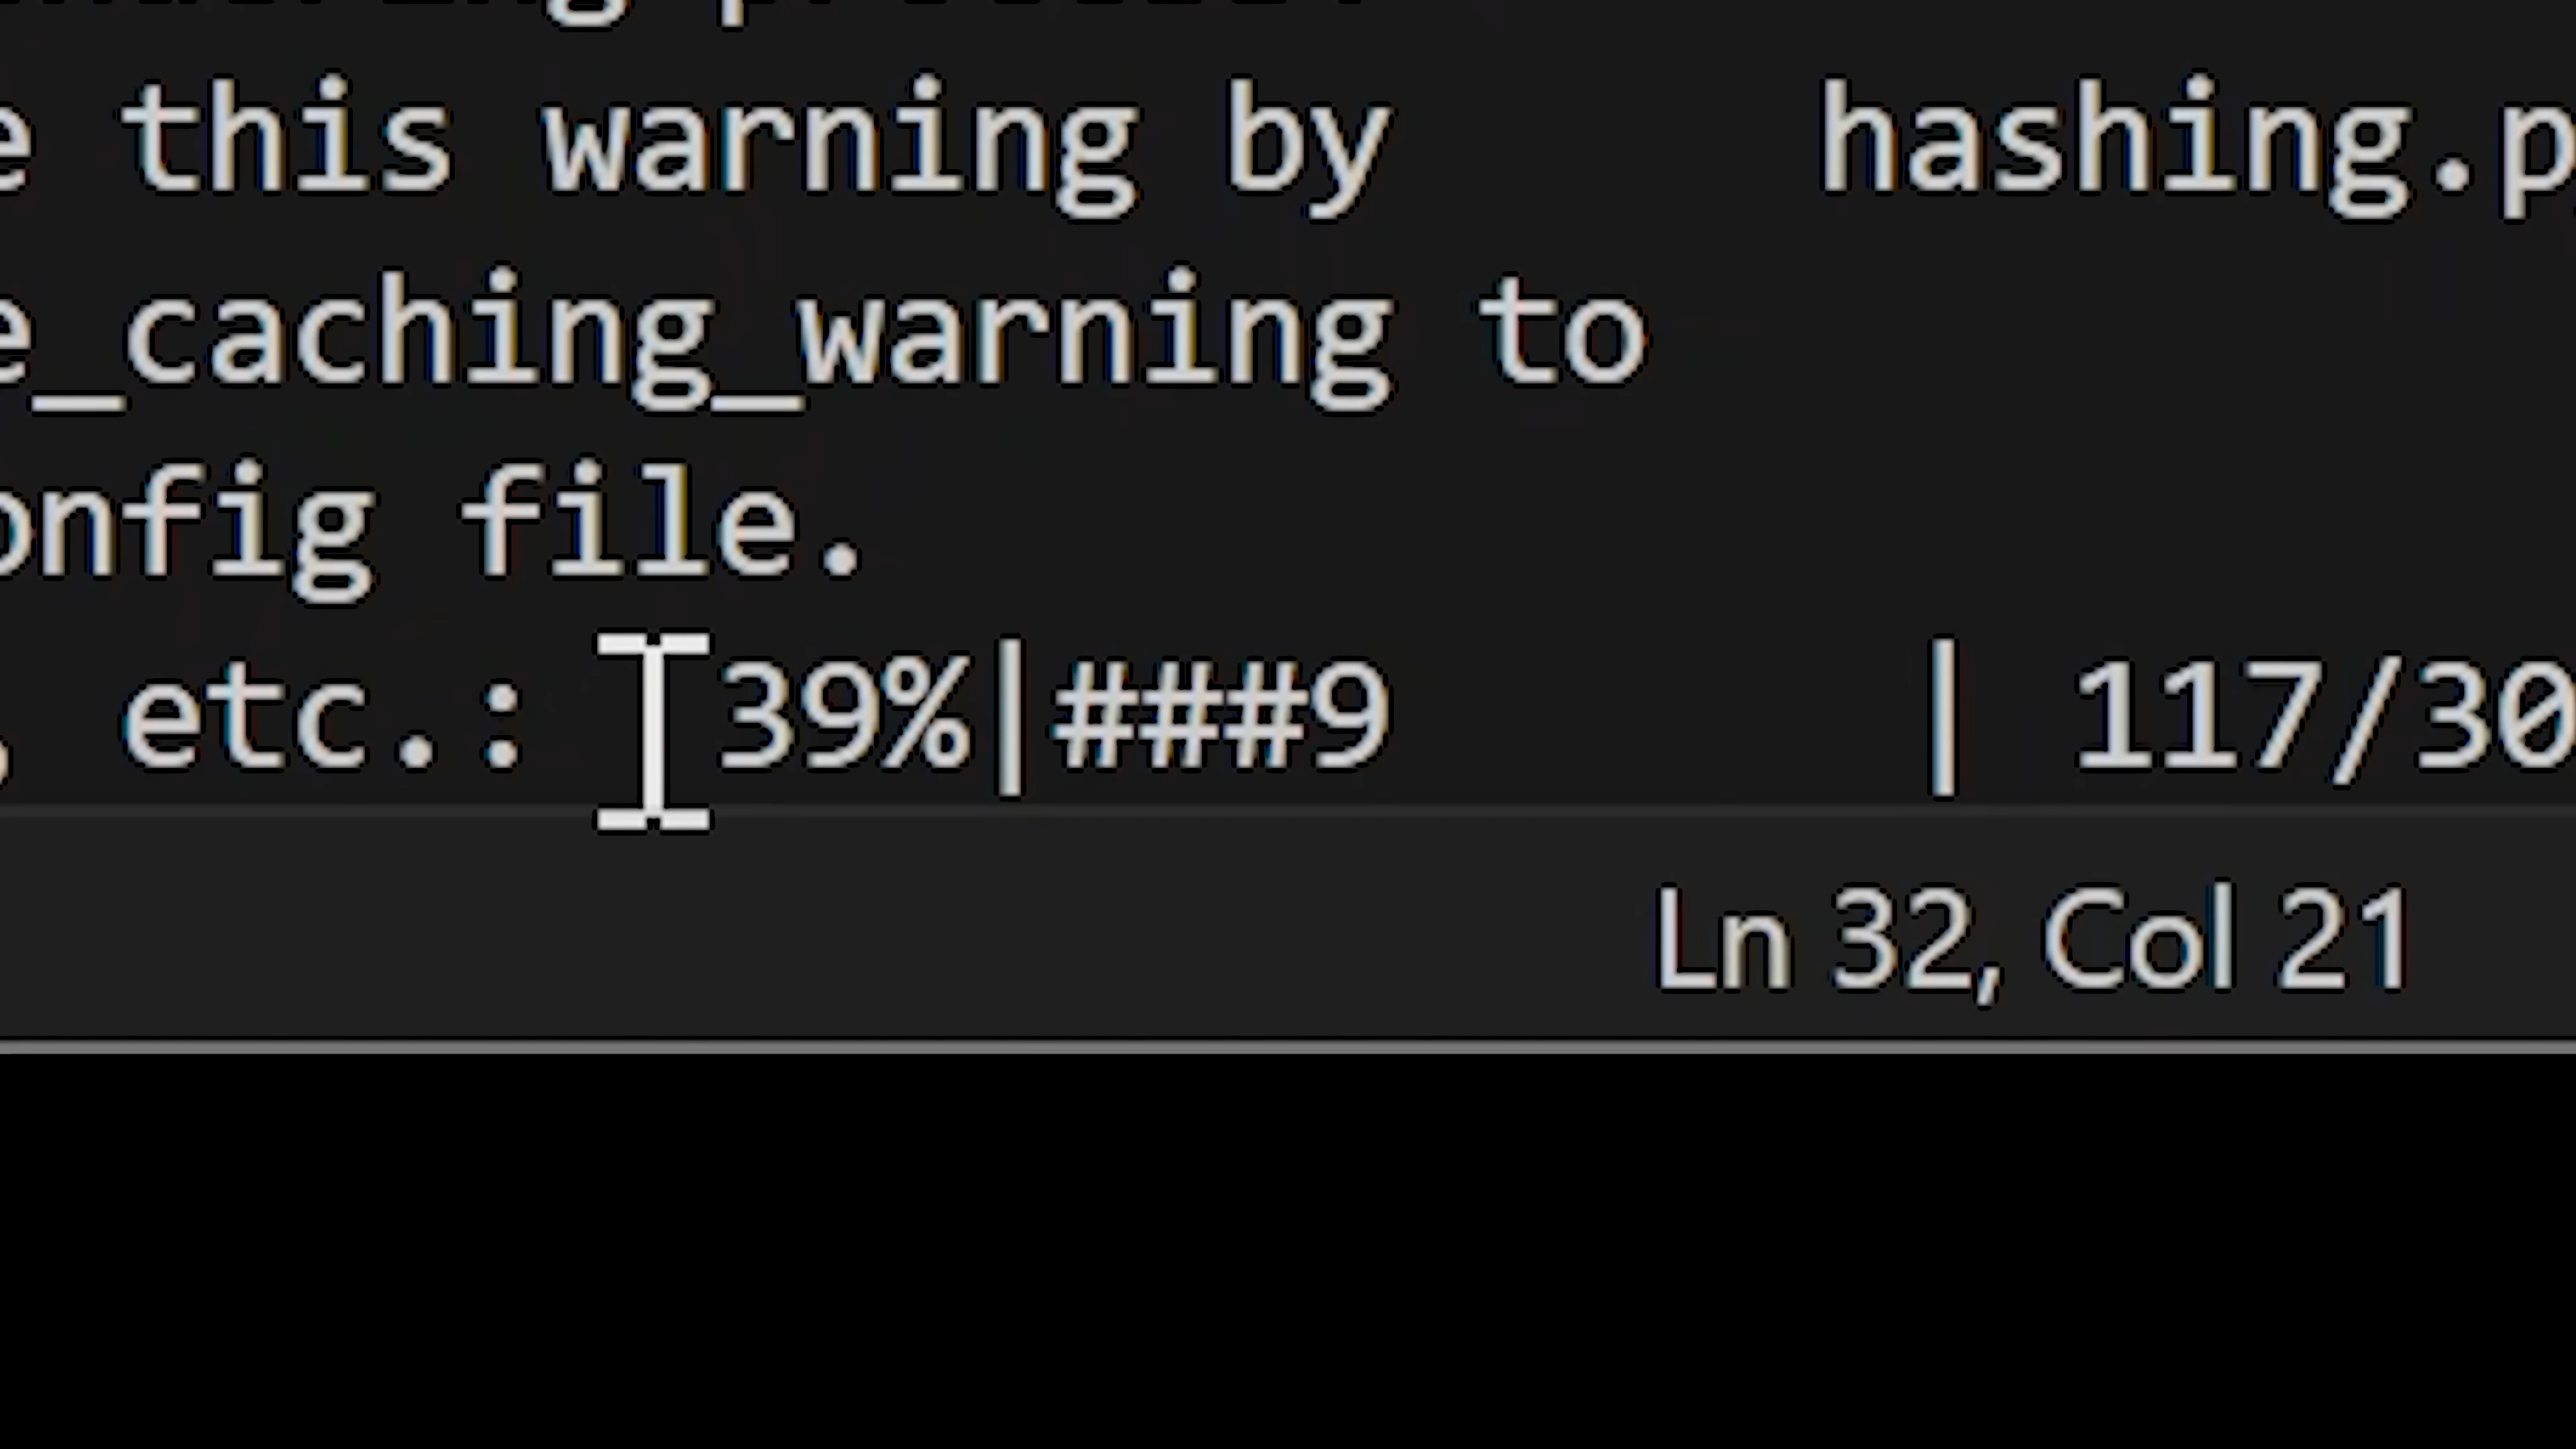 this warning by hashing.p
e_caching_warning to
onfig file.
, etc.: 39%|###9 | 117/30
Ln 32, Col 21